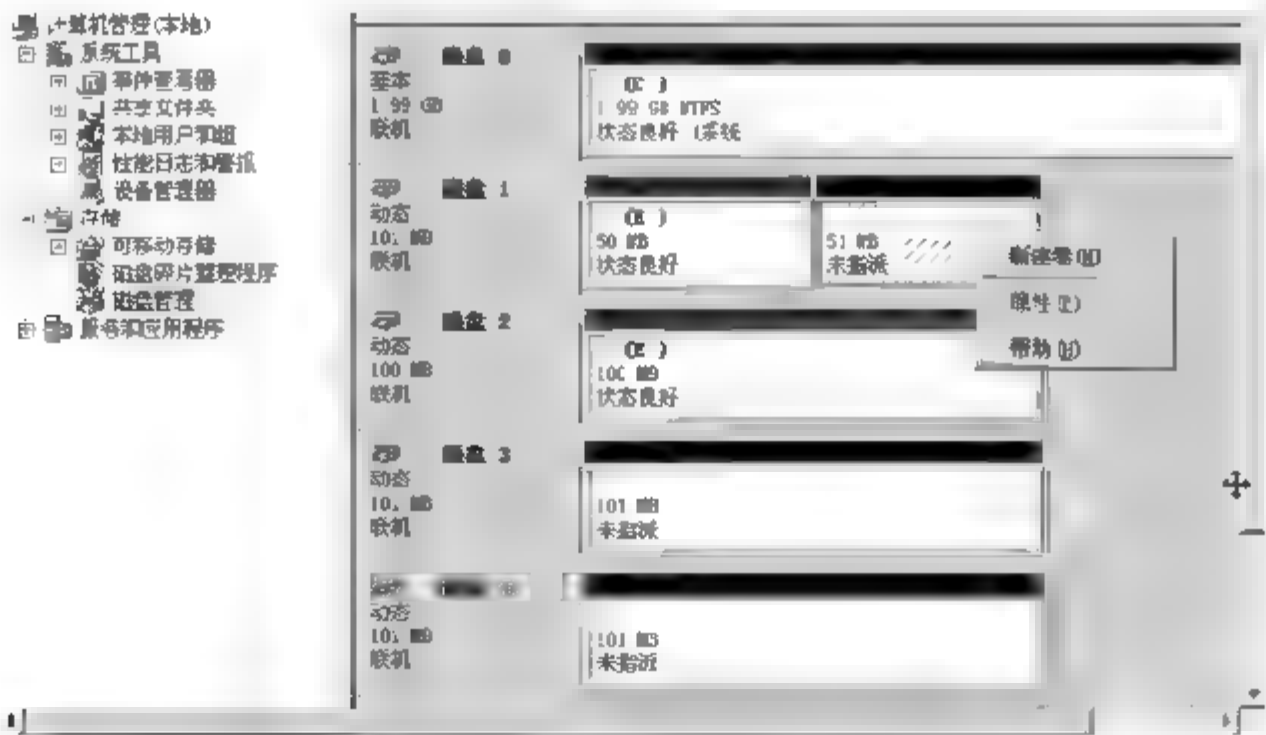 计算机管理(本地)
系统工具
事件查看器
共享文件夹
本地用户和组
性能日志和警报
设备管理器
存储
可移动存储
磁盘碎片整理程序
磁盘管理
服务和应用程序
磁盘 0
基本
1.99 GB
联机
(C:)
1.99 GB NTFS
状态良好 (系统
磁盘 1
动态
101 MB
联机
(E:)
50 MB
状态良好
51 MB
未指派
新建卷(N)
属性(P)
帮助(H)
磁盘 2
动态
100 MB
联机
(E:)
100 MB
状态良好
磁盘 3
动态
101 MB
联机
101 MB
未指派
动态
101 MB
联机
101 MB
未指派